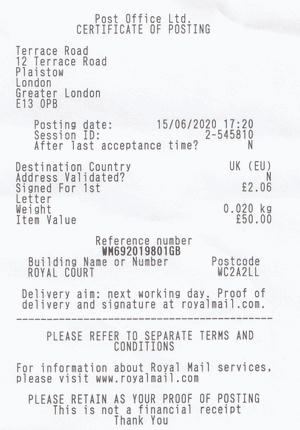 Post Office Ltd.
CERTIFICATE OF POSTING
Terrace Road
12 Terrace Road
Plaistow
London
Greater London
E13 OPB
Posting date: 15/06/2020 17:20
Session ID: 2-545810
After last acceptance time? N
Destination Country UK (EU)
Address Validated? N
Signed For 1st £2.06
Letter
Weight 0.020 kg
Item Value £50.00
Reference number
WM692019801GB
Building Name or Number Postcode
ROYAL COURT WC2A2LL
Delivery aim: next working day. Proof of
delivery and signature at royalmail.com.
PLEASE REFER TO SEPARATE TERMS AND
CONDITIONS
For information about Royal Mail services,
please visit www.royalmail.com
PLEASE RETAIN AS YOUR PROOF OF POSTING
This is not a financial receipt
Thank You